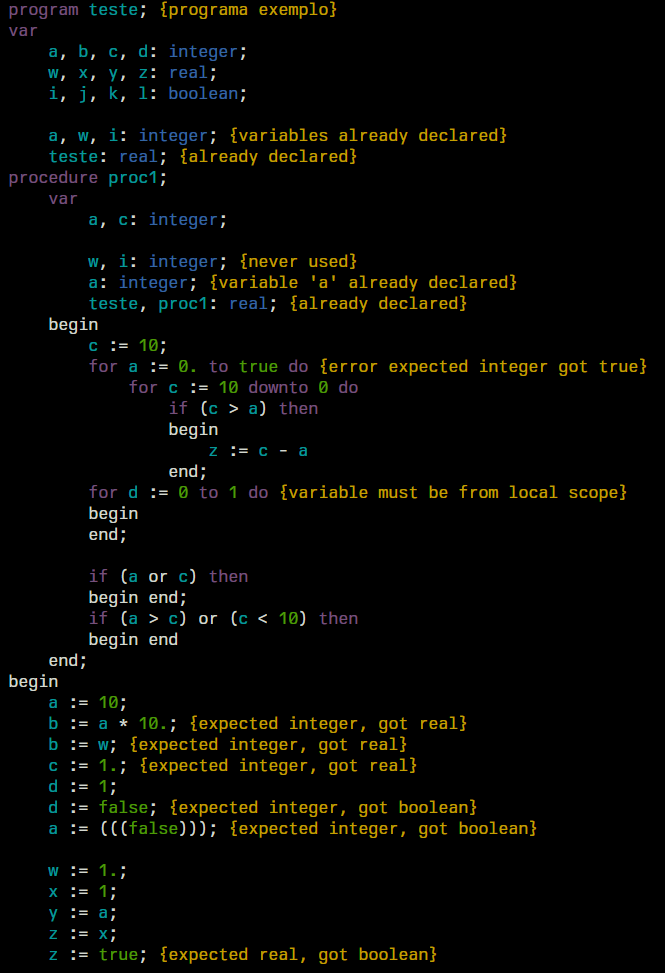 program teste; {programa exemplo}
var
    a, b, c, d: integer;
    w, x, y, z: real;
    i, j, k, l: boolean;

    a, w, i: integer; {variables already declared}
    teste: real; {already declared}
procedure proc1;
    var
        a, c: integer;

        w, i: integer; {never used}
        a: integer; {variable 'a' already declared}
        teste, proc1: real; {already declared}
    begin
        c := 10;
        for a := 0. to true do {error expected integer got true}
            for c := 10 downto 0 do
                if (c > a) then
                begin
                    z := c - a
                end;
        for d := 0 to 1 do {variable must be from local scope}
        begin
        end;

        if (a or c) then
        begin end;
        if (a > c) or (c < 10) then
        begin end
    end;
begin
    a := 10;
    b := a * 10.; {expected integer, got real}
    b := w; {expected integer, got real}
    c := 1.; {expected integer, got real}
    d := 1;
    d := false; {expected integer, got boolean}
    a := (((false))); {expected integer, got boolean}

    w := 1.;
    x := 1;
    y := a;
    z := x;
    z := true; {expected real, got boolean}